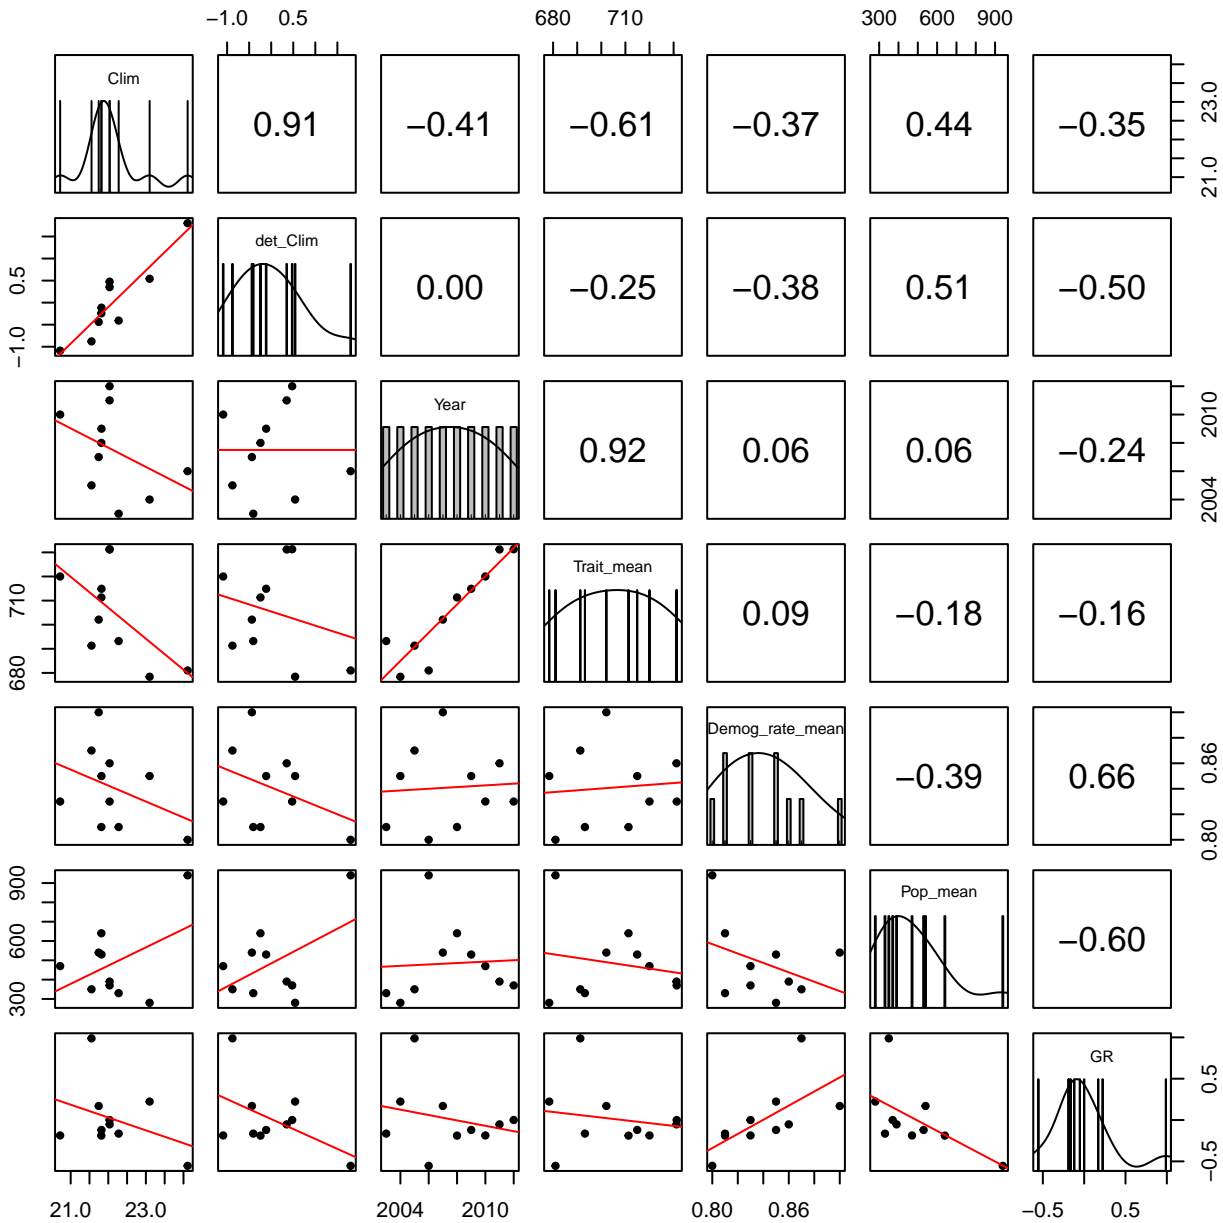 −1.0 0.5 680 710 300 600 900
Clim 0.91 −0.41 −0.61 −0.37 0.44 −0.35 21.0 23.0
−1.0 0.5 det_Clim 0.00 −0.25 −0.38 0.51 −0.50
Year 0.92 0.06 0.06 −0.24 2004 2010
680 710 Trait_mean 0.09 −0.18 −0.16
Demog_rate_mean −0.39 0.66 0.80 0.86
300 600 900 Pop_mean −0.60
GR −0.5 0.5
21.0 23.0 2004 2010 0.80 0.86 −0.5 0.5